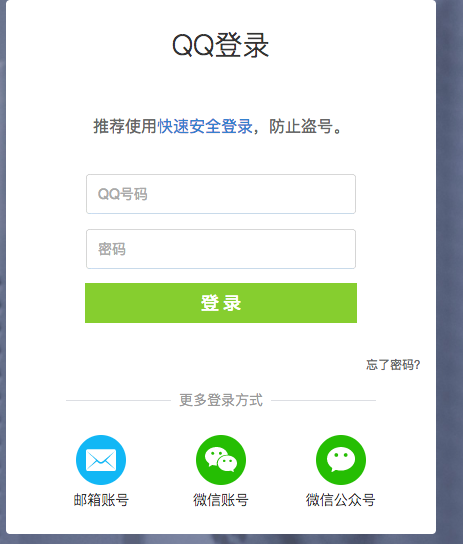 QQ登录
推荐使用快速安全登录，防止盗号。
QQ号码
密码
登 录
忘了密码?
更多登录方式
邮箱账号
微信账号
微信公众号